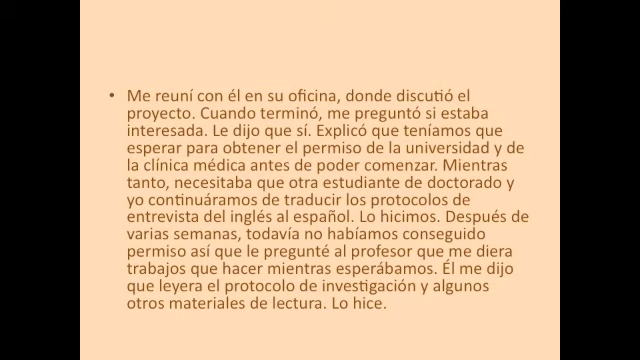 • Me reuní con él en su oficina, donde discutió el
proyecto. Cuando terminó, me preguntó si estaba
interesada. Le dijo que sí. Explicó que teníamos que
esperar para obtener el permiso de la universidad y de
la clínica médica antes de poder comenzar. Mientras
tanto, necesitaba que otra estudiante de doctorado y
yo continuáramos de traducir los protocolos de
entrevista del inglés al español. Lo hicimos. Después de
varias semanas, todavía no habíamos conseguido
permiso así que le pregunté al profesor que me diera
trabajos que hacer mientras esperábamos. Él me dijo
que leyera el protocolo de investigación y algunos
otros materiales de lectura. Lo hice.